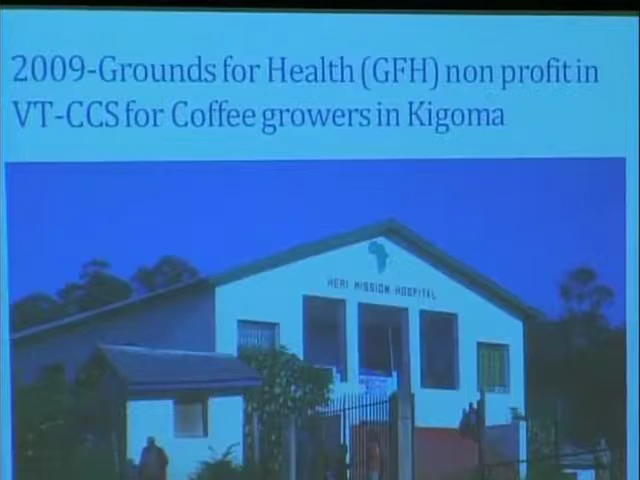 2009-Grounds for Health (GFH) non profit in
VT-CCS for Coffee growers in Kigoma
HERI MISSION HOSPITAL